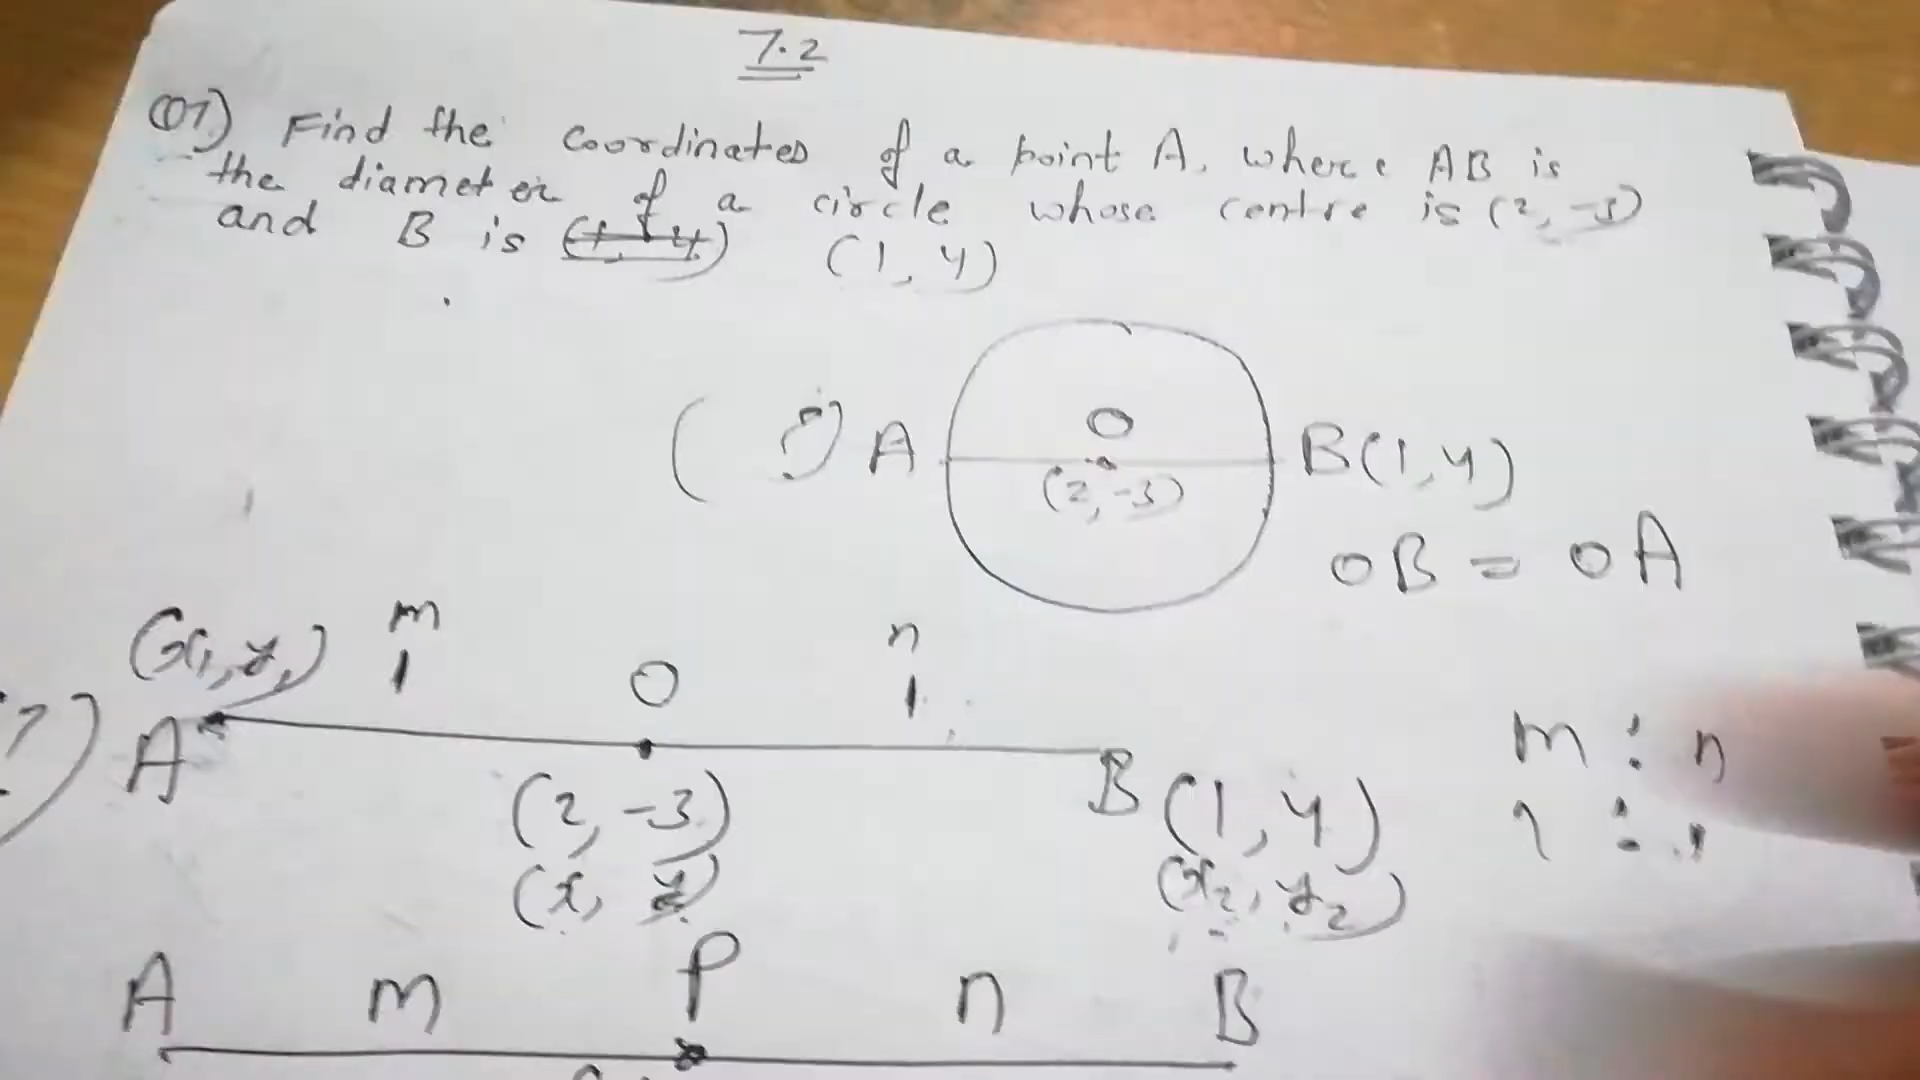 7.2
Q7) Find the coordinates of a point A, where AB is
the diameter of a circle whose centre is (2, -3)
and B is (1, 4) (1, 4)
( ?) A O B(1, 4)
(2, -3)
OB = OA
(x1, y1) m n
1 O 1
?) A B (1, 4) m : n
(2, -3) 1 : 1
(x, y) (x2, y2)
A m P n B